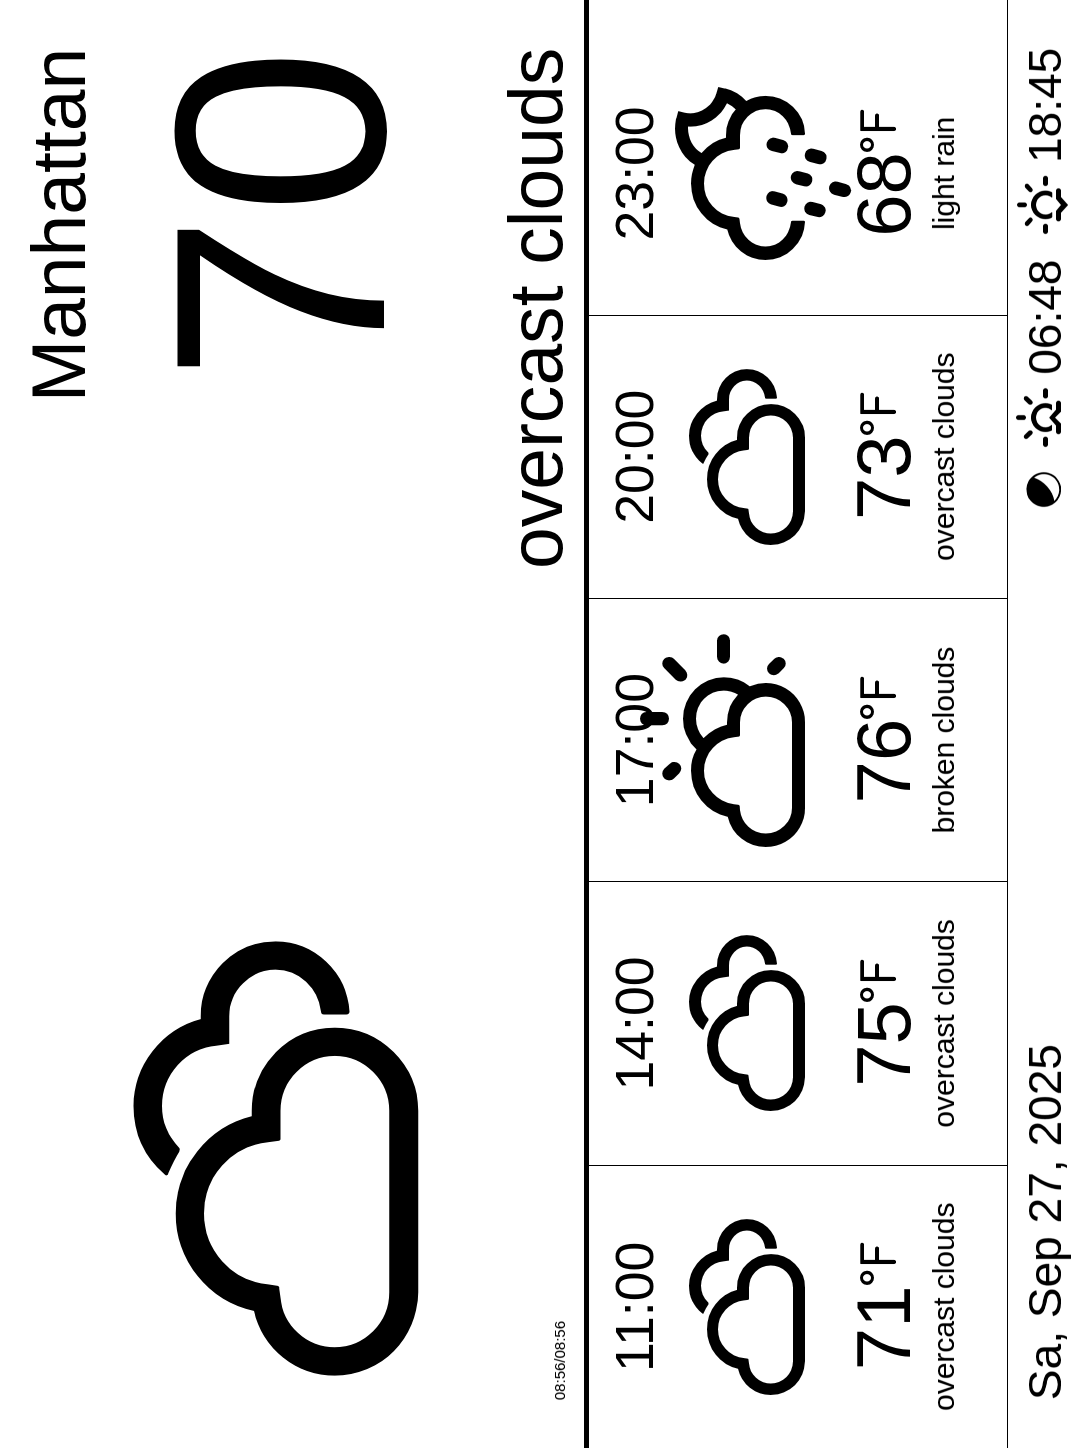 Manhattan
70
overcast clouds
08:56/08:56
11:00 14:00 17:00 20:00 23:00
71°F 75°F 76°F 73°F 68°F
overcast clouds overcast clouds broken clouds overcast clouds light rain
Sa, Sep 27, 2025 06:48 18:45